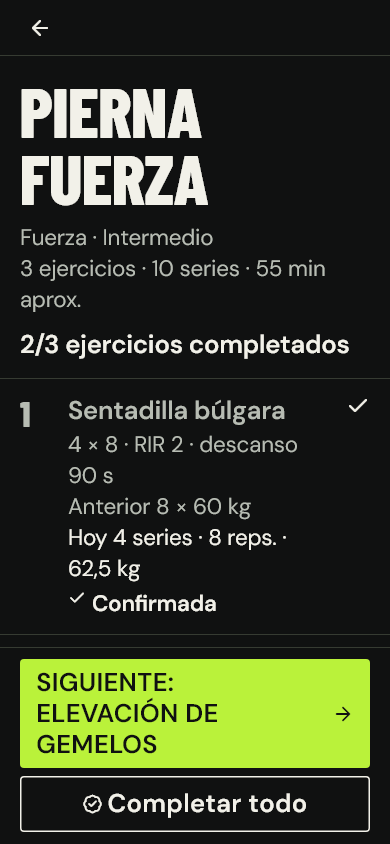 PIERNA
FUERZA
Fuerza · Intermedio
3 ejercicios · 10 series · 55 min
aprox.
2/3 ejercicios completados
1
Sentadilla búlgara
4 × 8 · RIR 2 · descanso
90 s
Anterior 8 × 60 kg
Hoy 4 series · 8 reps. ·
62,5 kg
Confirmada
SIGUIENTE:
ELEVACIÓN DE
GEMELOS
Completar todo